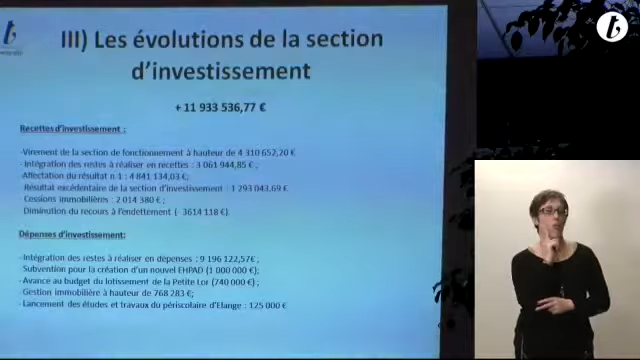 t
III) Les évolutions de la section
d'investissement
+ 11 933 536,77 €
Recettes d'investissement :
-Virement de la section de fonctionnement à hauteur de 4 310 652,20 €
- Intégration des restes à réaliser en recettes : 3 061 944,85 € ;
-Affectation du résultat n-1 : 4 841 134,03 € ;
- Résultat excédentaire de la section d'investissement : 1 293 043,69 €
- Cessions immobilières : 2 014 380 € ;
- Diminution du recours à l'endettement ( - 3614 118 €)
Dépenses d'investissement:
- Intégration des restes à réaliser en dépenses : 9 196 122,57€ ;
- Subvention pour la création d'un nouvel EHPAD (1 000 000 €);
- Avance au budget du lotissement de la Petite Lor (740 000 €) ;
- Gestion immobilière à hauteur de 768 283 €;
- Lancement des études et travaux du périscolaire d'Elange : 125 000 €
t